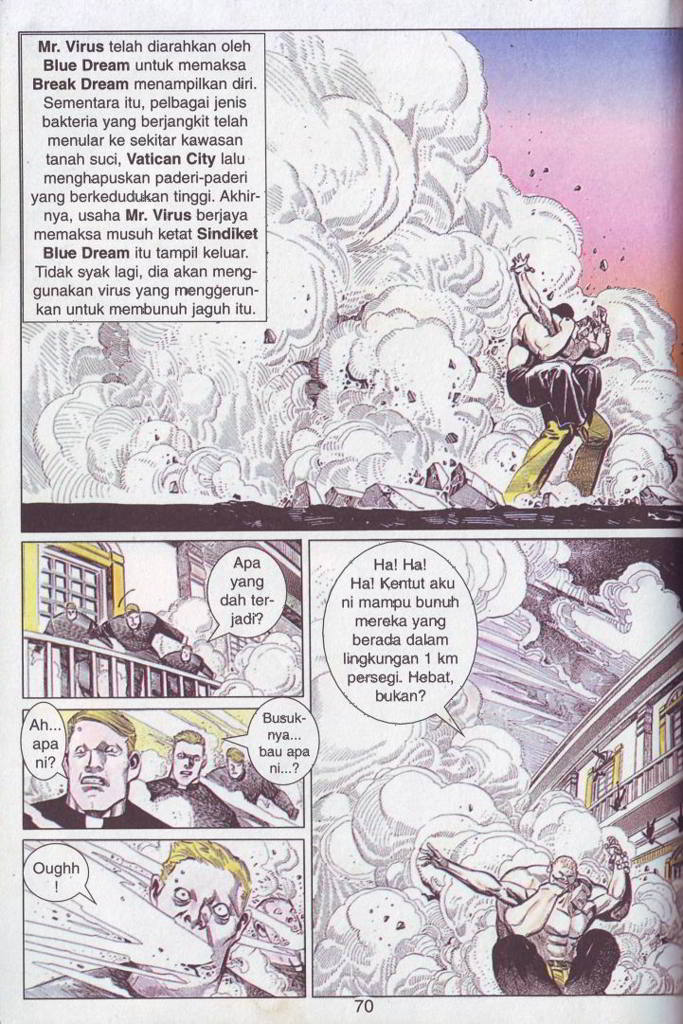 Mr. Virus telah diarahkan oleh
Blue Dream untuk memaksa
Break Dream menampilkan diri.
Sementara itu, pelbagai jenis
bakteria yang berjangkit telah
menular ke sekitar kawasan
tanah suci, Vatican City lalu
menghapuskan paderi-paderi
yang berkedudukan tinggi. Akhir-
nya, usaha Mr. Virus berjaya
memaksa musuh ketat Sindiket
Blue Dream itu tampil keluar.
Tidak syak lagi, dia akan meng-
gunakan virus yang menggerun-
kan untuk membunuh jaguh itu.
Apa
yang
dah ter-
jadi?
Ah...
apa
ni?
Busuk-
nya...
bau apa
ni...?
Oughh
!
Ha! Ha!
Ha! Kentut aku
ni mampu bunuh
mereka yang
berada dalam
lingkungan 1 km
persegi. Hebat,
bukan?
70